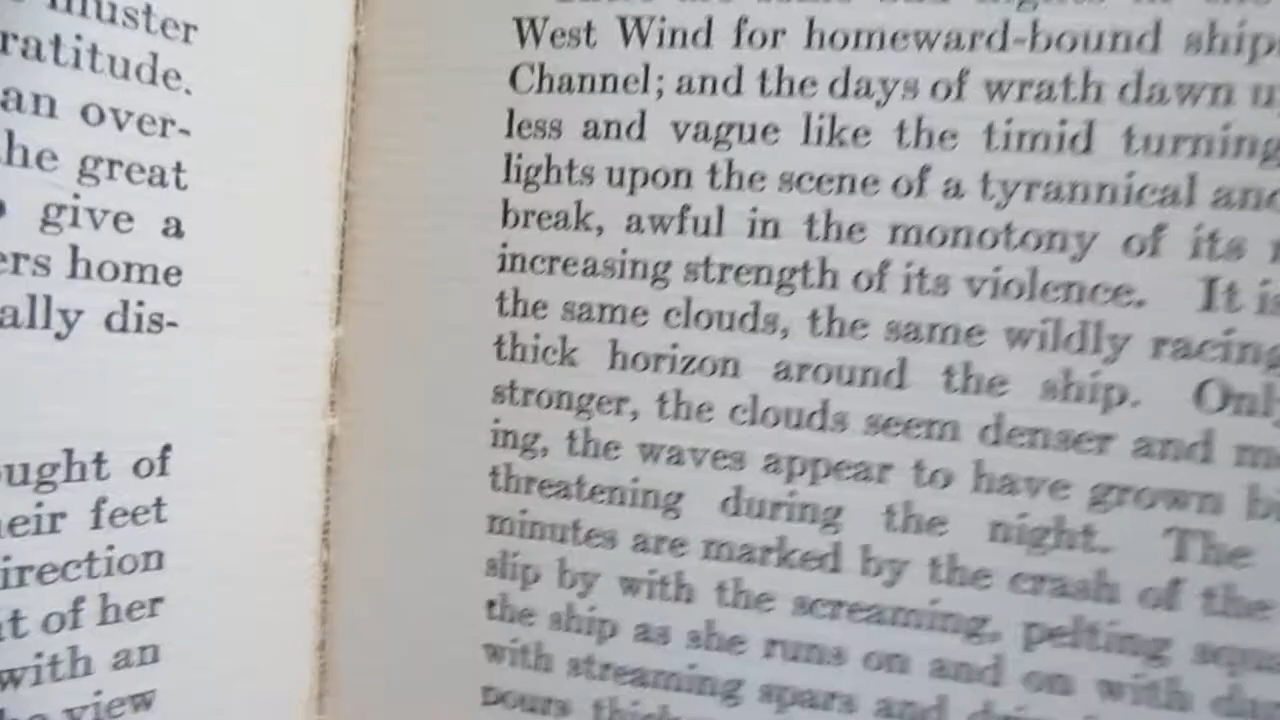 muster
ratitude.
an over-
he great
give a
ers home
ally dis-
ught of
eir feet
irection
t of her
with an
view
West Wind for homeward-bound ship
Channel; and the days of wrath dawn u
less and vague like the timid turning
lights upon the scene of a tyrannical and
break, awful in the monotony of its
increasing strength of its violence. It is
the same clouds, the same wildly racing
thick horizon around the ship. Only
stronger, the clouds seem denser and m
ing, the waves appear to have grown b
threatening during the night. The
minutes are marked by the crash of the
slip by with the screaming, pelting squa
the ship as she runs on and on with da
with streaming spars and
pours thick